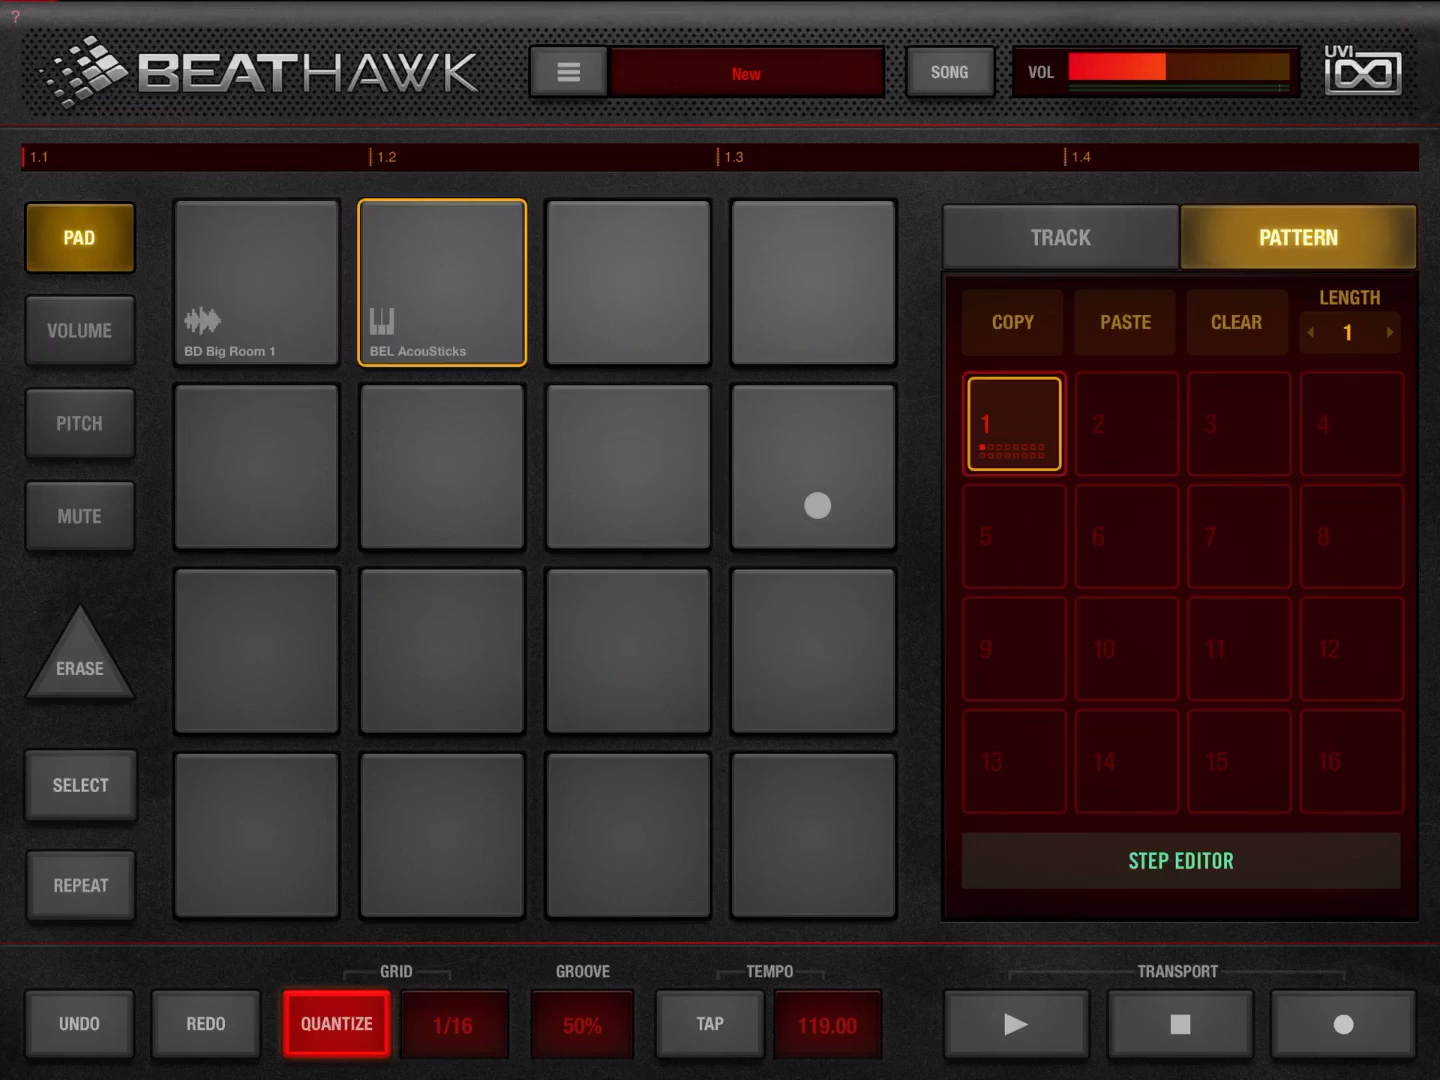 ?
BEATHAWK
New
SONG
VOL
UVI
1.1
1.2
1.3
1.4
PAD
VOLUME
PITCH
MUTE
ERASE
SELECT
REPEAT
BD Big Room 1
BEL AcouSticks
TRACK
PATTERN
COPY
PASTE
CLEAR
LENGTH
1
1
2
3
4
5
6
7
8
9
10
11
12
13
14
15
16
STEP EDITOR
GRID
GROOVE
TEMPO
TRANSPORT
UNDO
REDO
QUANTIZE
1/16
50%
TAP
119.00